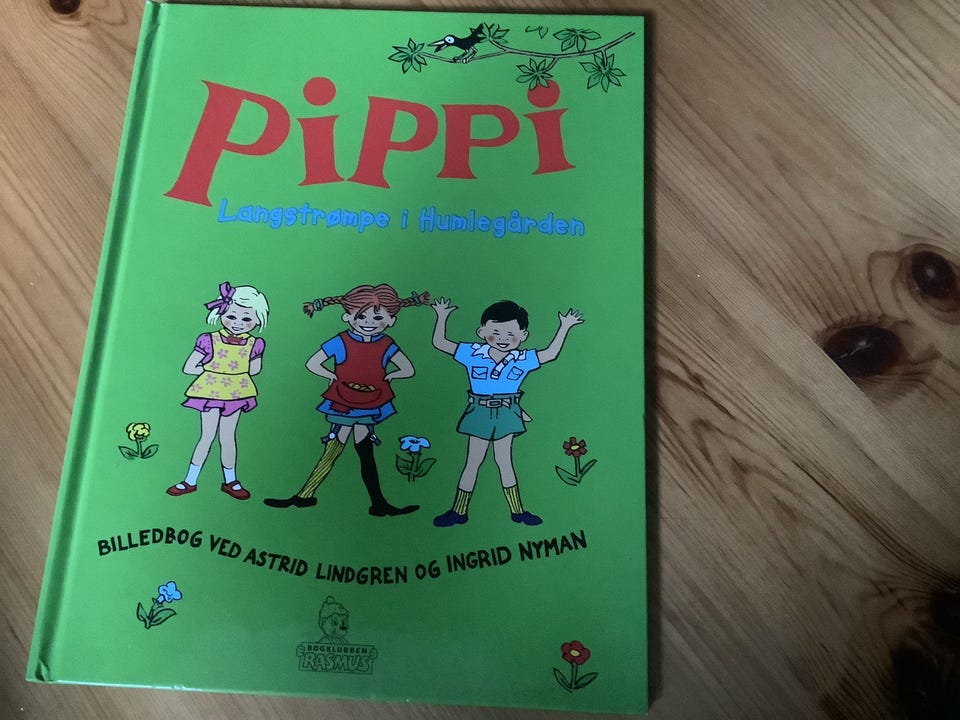 PiPPi
Langstrømpe i Humlegården
BILLEDBOG VED ASTRID LINDGREN OG INGRID NYMAN
BOGKLUBBEN
RASMUS